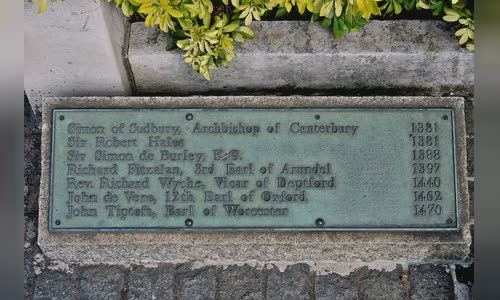 Simon of Sudbury, Archbishop of Canterbury 1381
Sir Robert Hales 1381
Sir Simon de Burley, K.G. 1388
Richard Fitzalan, 3rd Earl of Arundel 1397
Rev. Richard Wyche, Vicar of Deptford 1440
John de Vere, 12th Earl of Oxford 1462
John Tiptoft, Earl of Worcester 1470